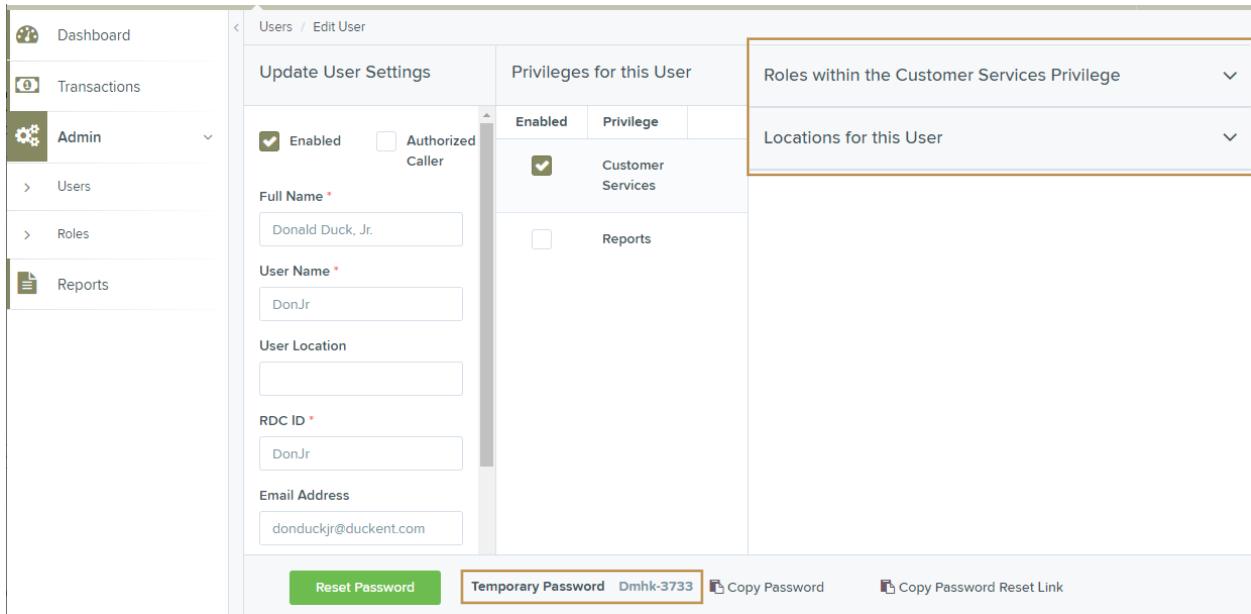 Dashboard
Transactions
Admin
Users
Roles
Reports
Users / Edit User
Update User Settings
Enabled
Authorized
Caller
Full Name *
Donald Duck, Jr.
User Name *
DonJr
User Location
RDC ID *
DonJr
Email Address
donduckjr@duckent.com
Privileges for this User
Enabled Privilege
Customer
Services
Reports
Roles within the Customer Services Privilege
Locations for this User
Reset Password
Temporary Password Dmhk-3733
Copy Password
Copy Password Reset Link